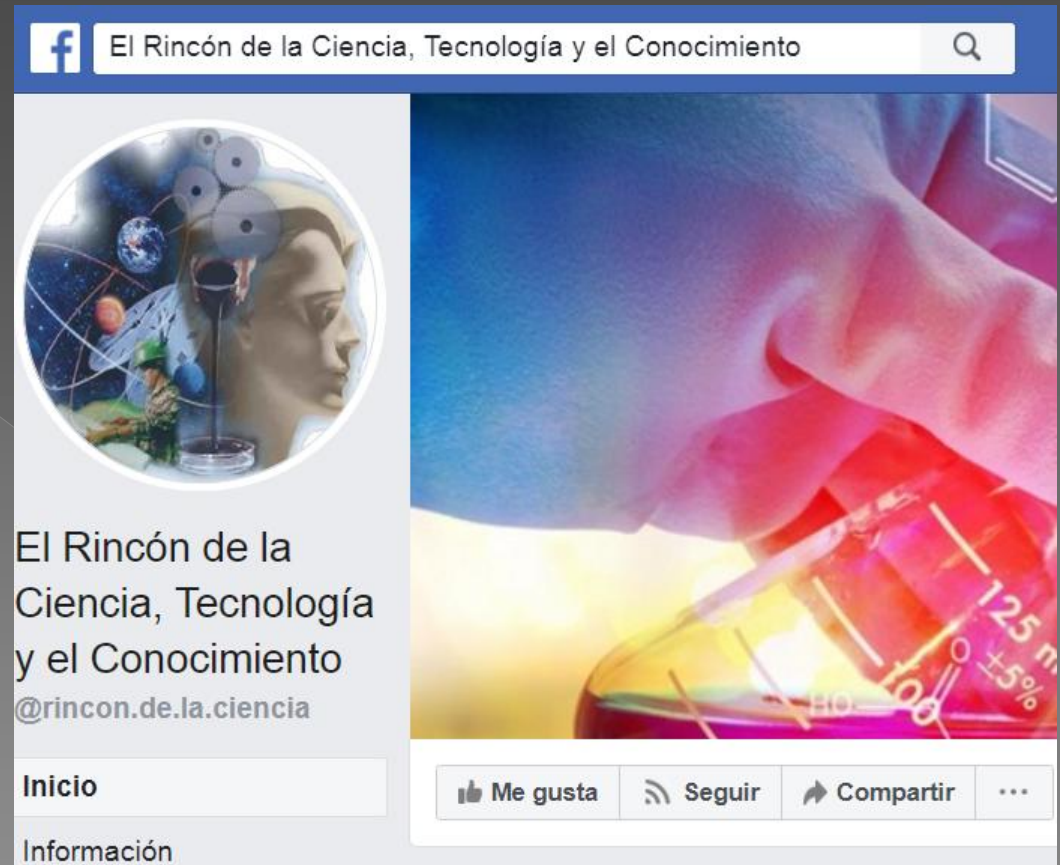 f
El Rincón de la Ciencia, Tecnología y el Conocimiento
El Rincón de la
Ciencia, Tecnología
y el Conocimiento
@rincon.de.la.ciencia
Inicio
Información
125 m
±5%
O
100
HO
Me gusta
Seguir
Compartir
...